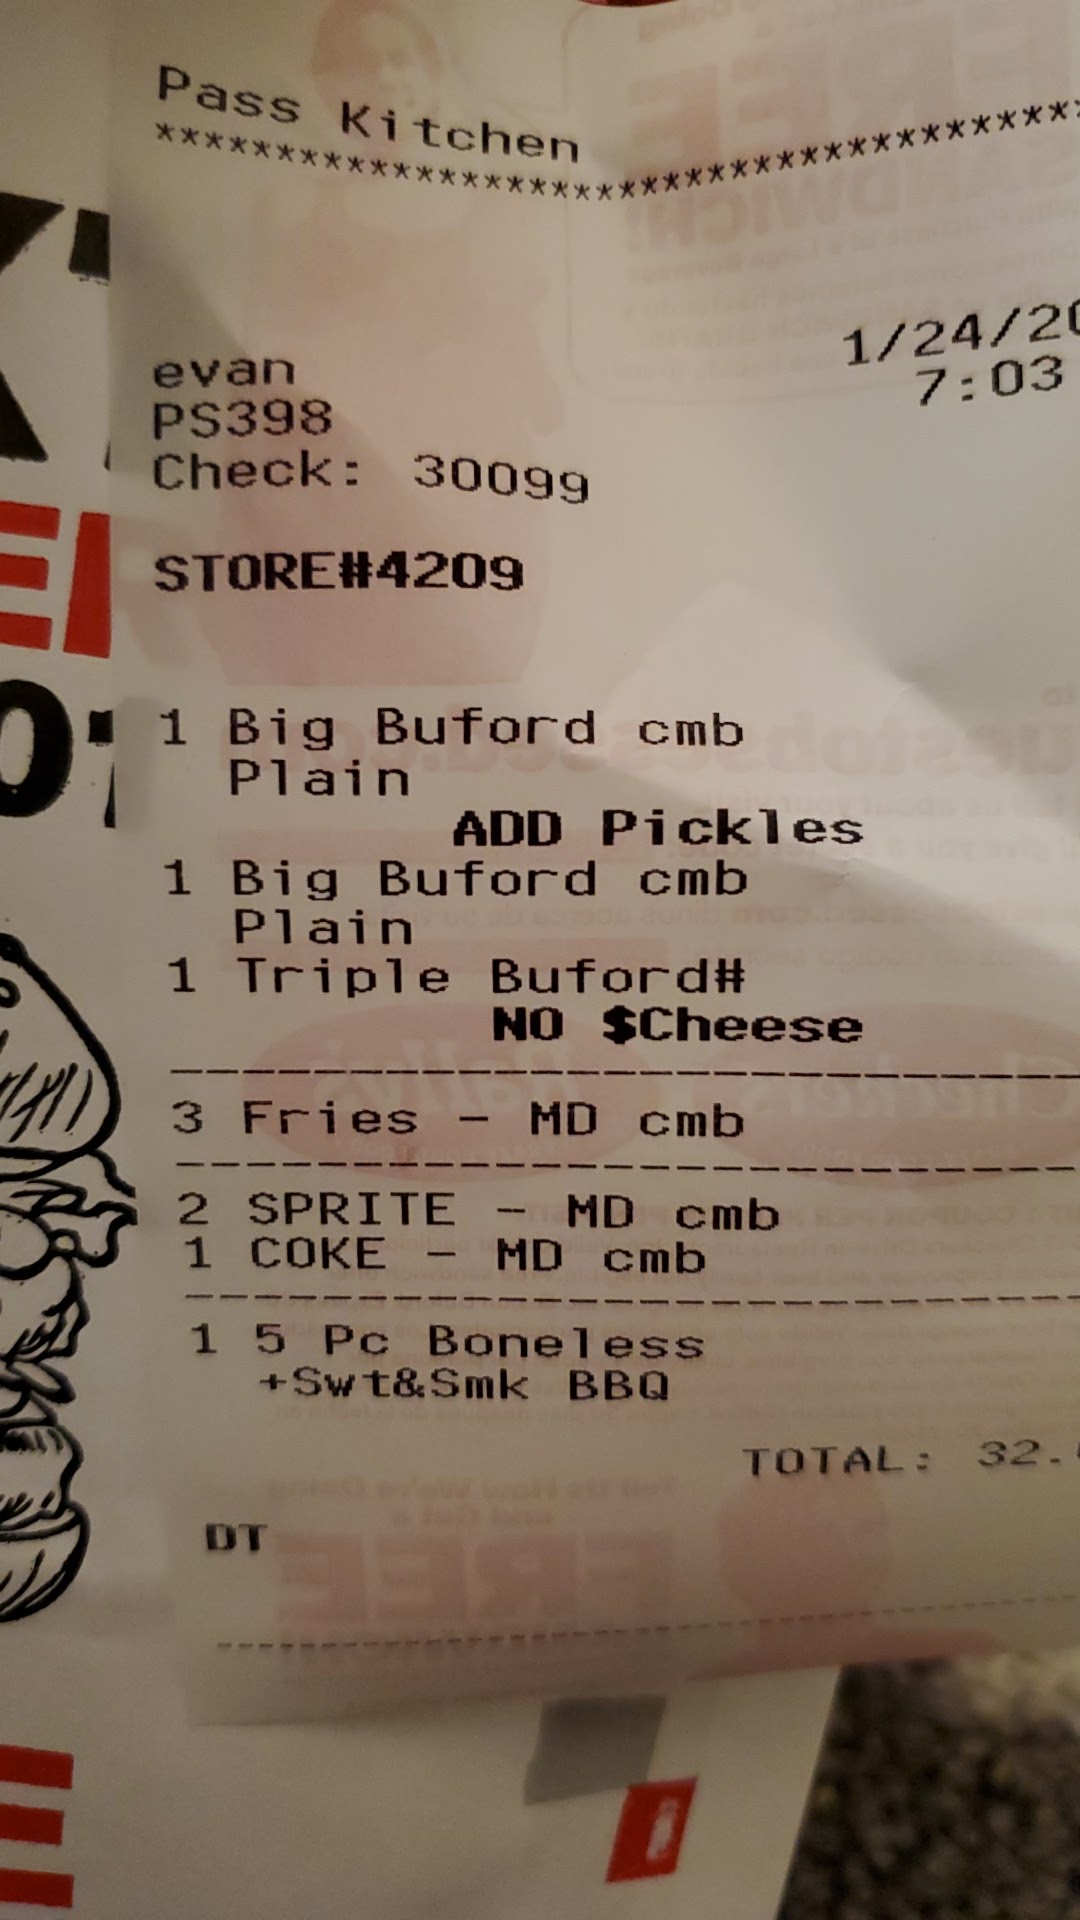 Pass Kitchen
****************************************
evan
1/24/20
PS398
7:03
Check: 30099
STORE#4209
1 Big Buford cmb
Plain
ADD Pickles
1 Big Buford cmb
Plain
1 Triple Buford#
NO $Cheese
3 Fries - MD cmb
2 SPRITE - MD cmb
1 COKE - MD cmb
1 5 Pc Boneless
+Swt&Smk BBQ
TOTAL: 32.
DT